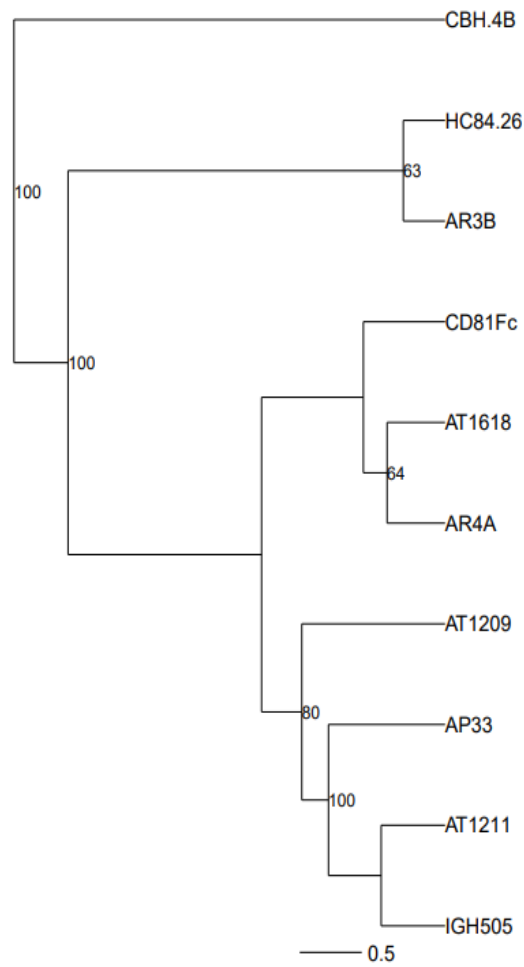 CBH.4B
HC84.26
63
AR3B
100
CD81Fc
100
AT1618
64
AR4A
AT1209
80
AP33
100
AT1211
IGH505
0.5